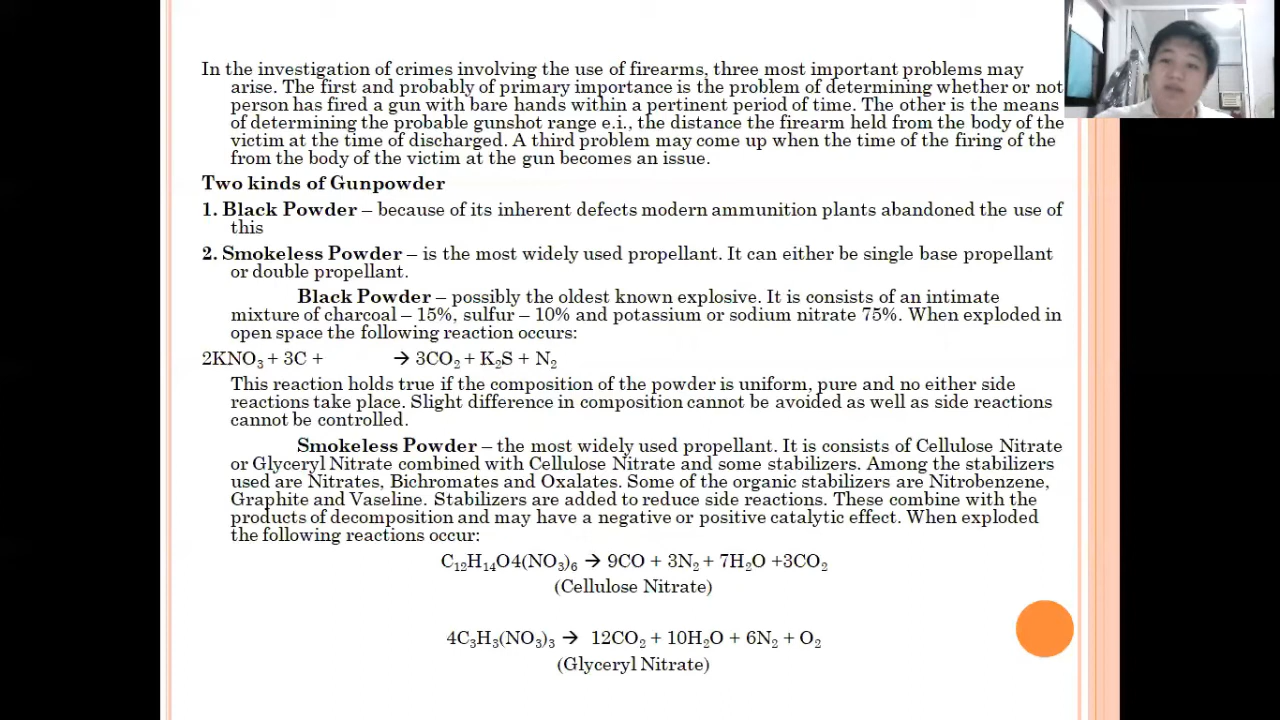 In the investigation of crimes involving the use of firearms, three most important problems may
arise. The first and probably of primary importance is the problem of determining whether or not
person has fired a gun with bare hands within a pertinent period of time. The other is the means
of determining the probable gunshot range e.i., the distance the firearm held from the body of the
victim at the time of discharged. A third problem may come up when the time of the firing of the
from the body of the victim at the gun becomes an issue.
Two kinds of Gunpowder
1. Black Powder – because of its inherent defects modern ammunition plants abandoned the use of
this
2. Smokeless Powder – is the most widely used propellant. It can either be single base propellant
or double propellant.
Black Powder – possibly the oldest known explosive. It is consists of an intimate
mixture of charcoal – 15%, sulfur – 10% and potassium or sodium nitrate 75%. When exploded in
open space the following reaction occurs:
2KNO₃ + 3C + → 3CO₂ + K₂S + N₂
This reaction holds true if the composition of the powder is uniform, pure and no either side
reactions take place. Slight difference in composition cannot be avoided as well as side reactions
cannot be controlled.
Smokeless Powder – the most widely used propellant. It is consists of Cellulose Nitrate
or Glyceryl Nitrate combined with Cellulose Nitrate and some stabilizers. Among the stabilizers
used are Nitrates, Bichromates and Oxalates. Some of the organic stabilizers are Nitrobenzene,
Graphite and Vaseline. Stabilizers are added to reduce side reactions. These combine with the
products of decomposition and may have a negative or positive catalytic effect. When exploded
the following reactions occur:
C₁₂H₁₄O4(NO₃)₆ → 9CO + 3N₂ + 7H₂O +3CO₂
(Cellulose Nitrate)
4C₃H₃(NO₃)₃ → 12CO₂ + 10H₂O + 6N₂ + O₂
(Glyceryl Nitrate)